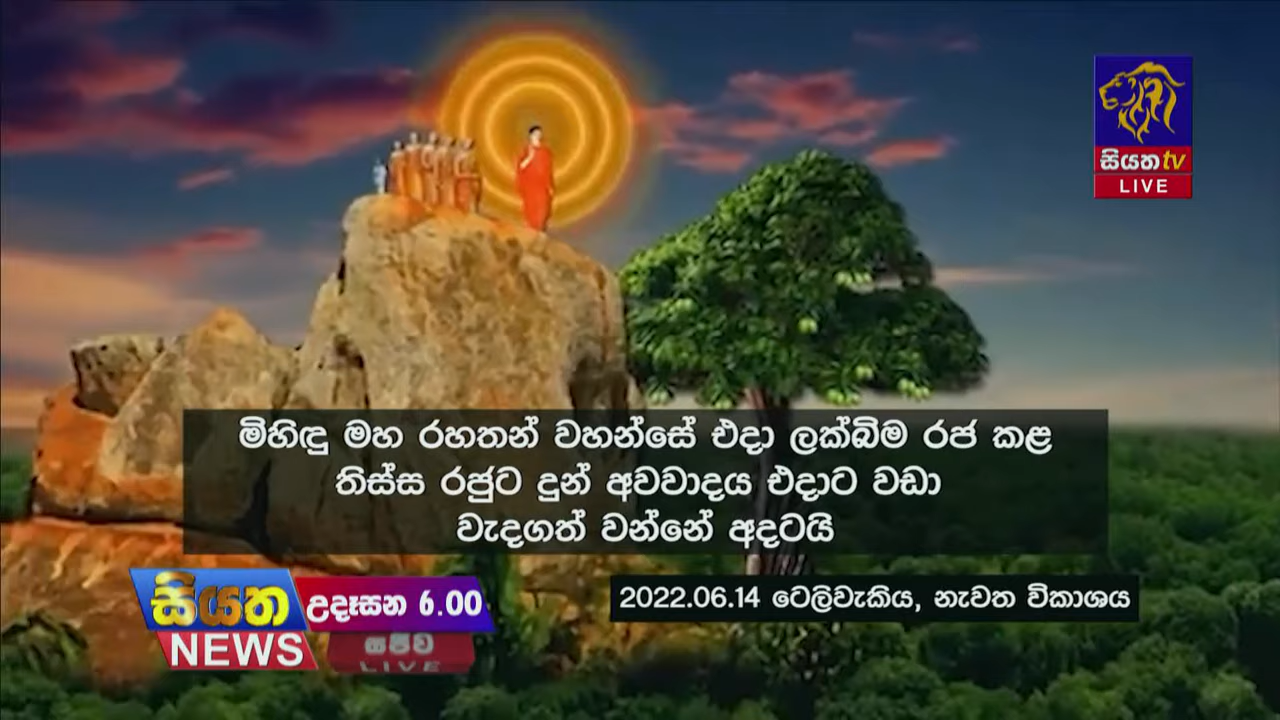 සියත tv
LIVE
මිහිඳු මහ රහතන් වහන්සේ එදා ලක්බිම රජ කළ
තිස්ස රජුට දුන් අවවාදය එදාට වඩා
වැදගත් වන්නේ අදටයි
සියත
NEWS
උදෑසන 6.00
සජීව
LIVE
2022.06.14 ටෙලිවැකිය, නැවත විකාශය